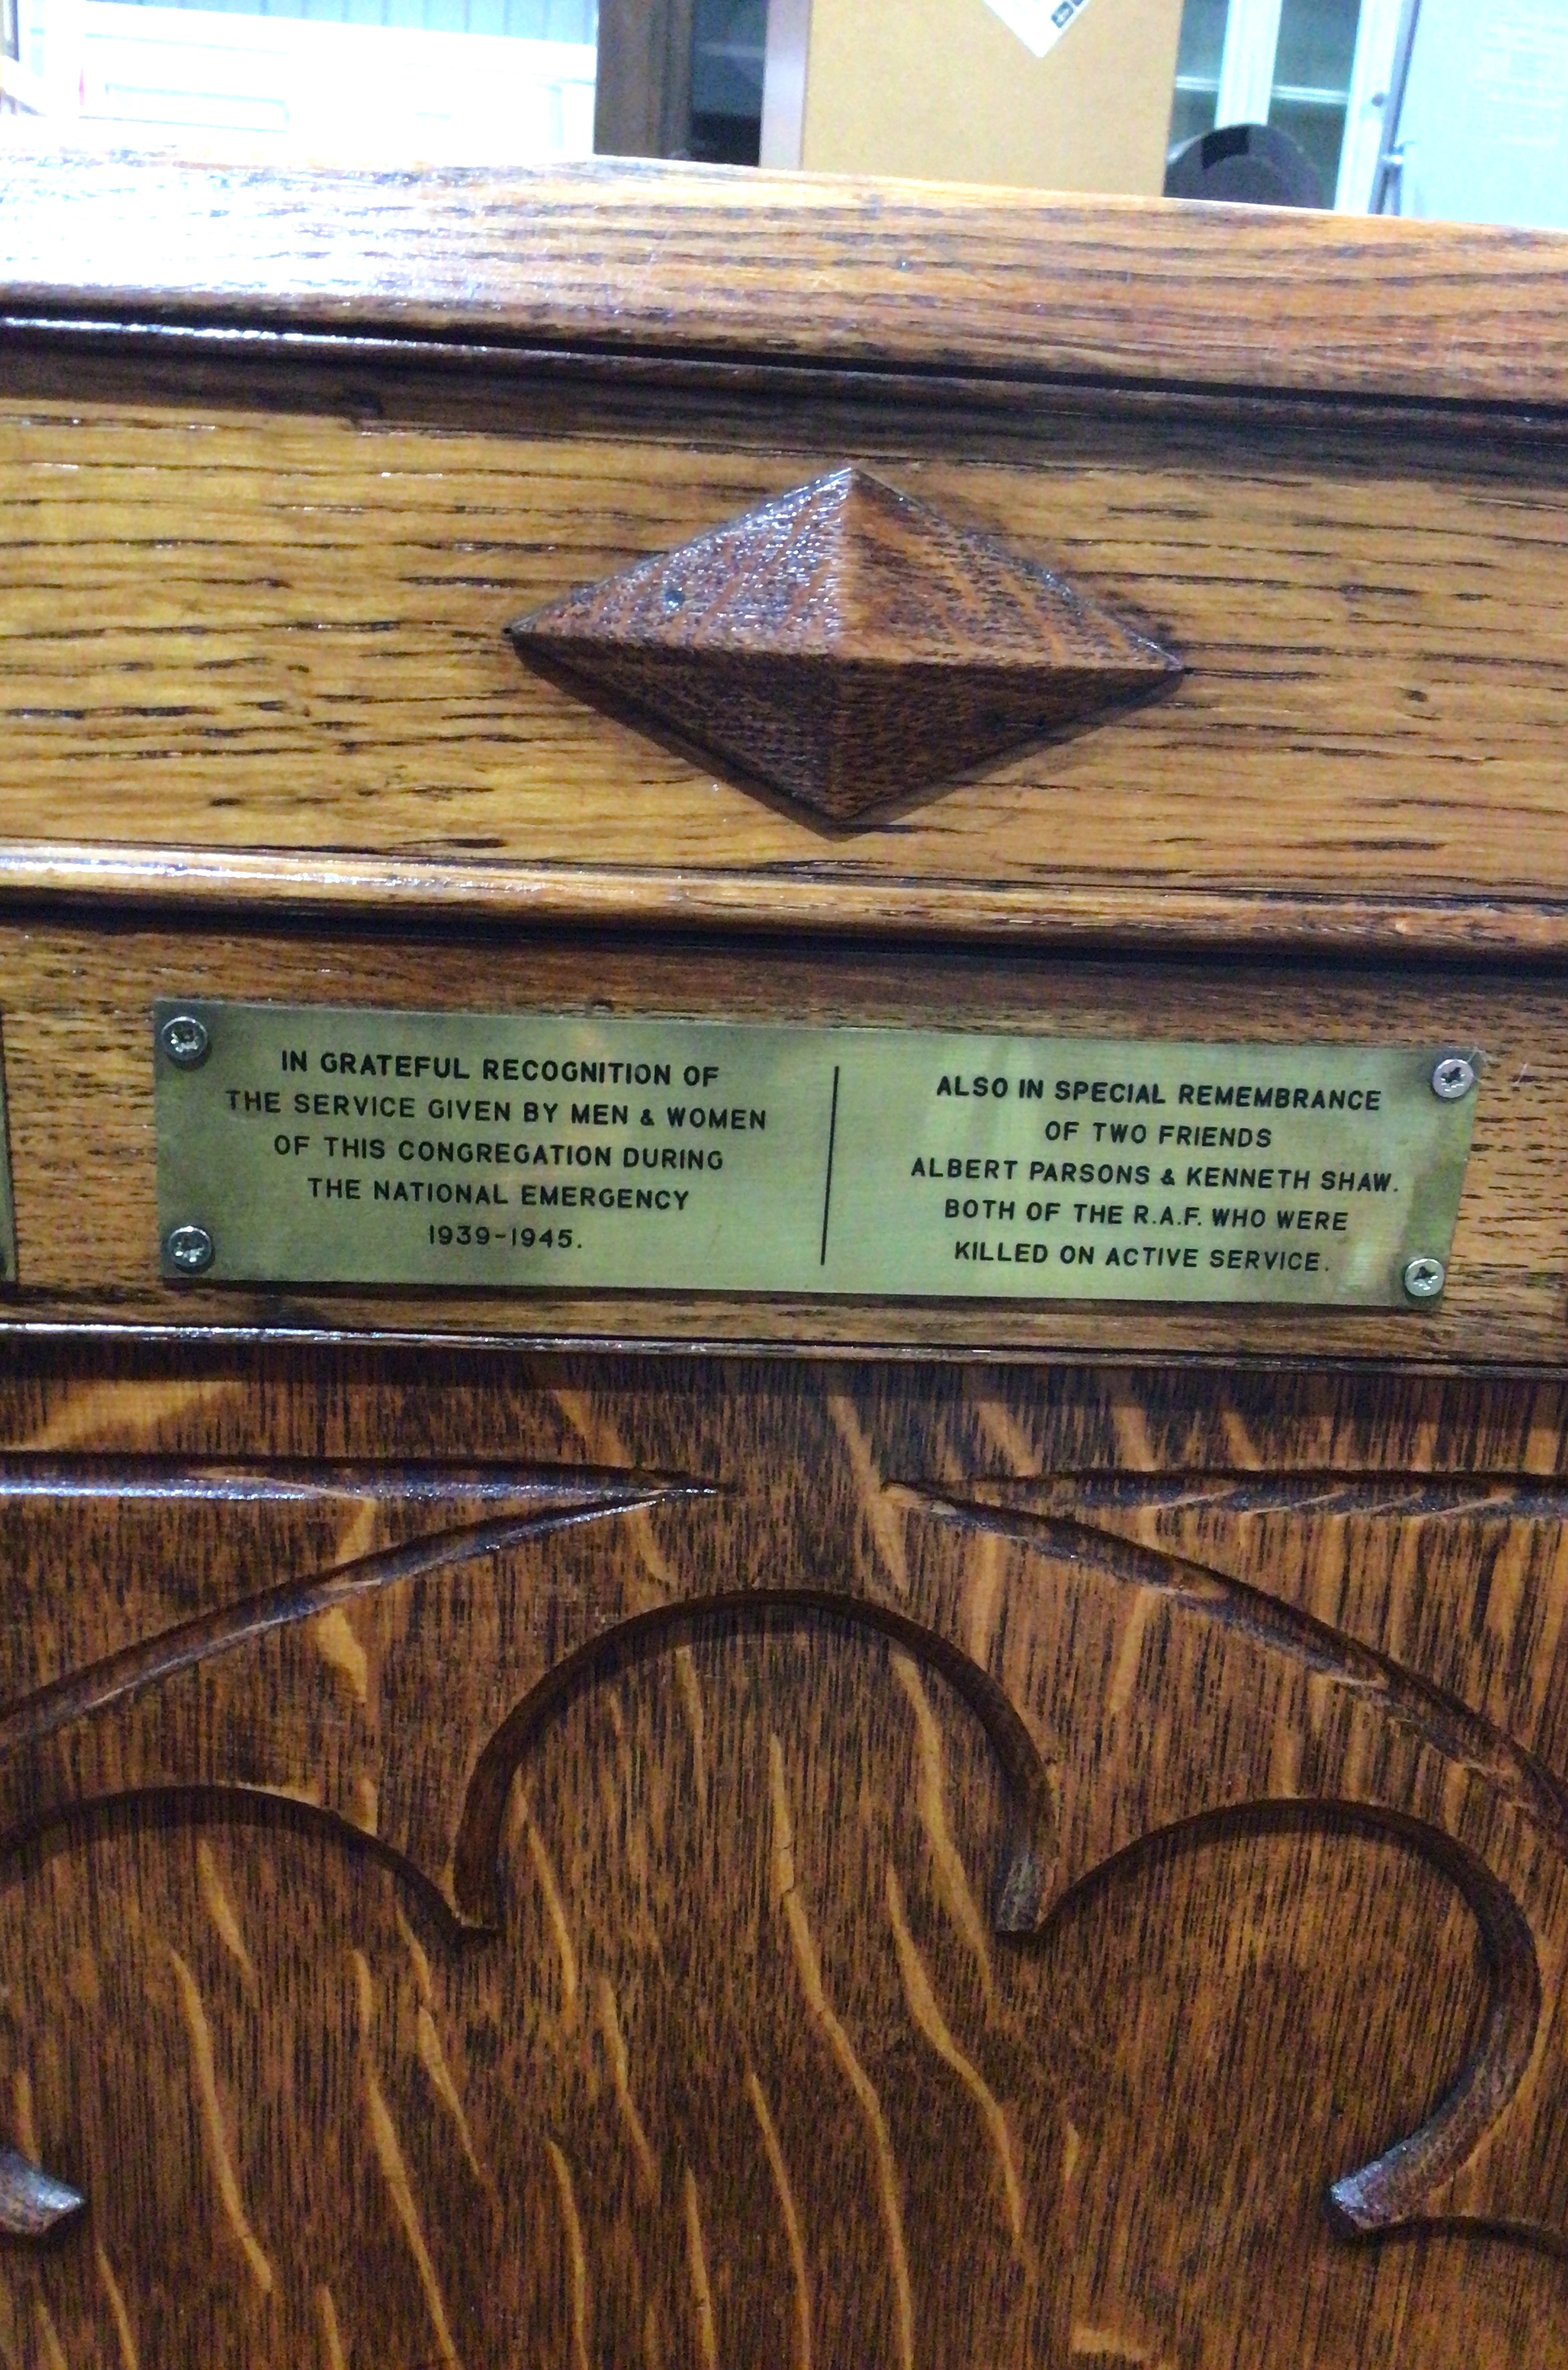 IN GRATEFUL RECOGNITION OF
THE SERVICE GIVEN BY MEN & WOMEN
OF THIS CONGREGATION DURING
THE NATIONAL EMERGENCY
1939-1945.
ALSO IN SPECIAL REMEMBRANCE
OF TWO FRIENDS
ALBERT PARSONS & KENNETH SHAW.
BOTH OF THE R.A.F. WHO WERE
KILLED ON ACTIVE SERVICE.